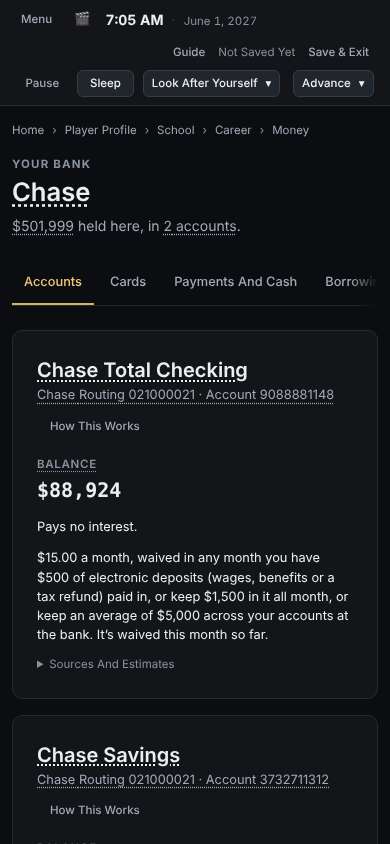 Menu 🎬 7:05 AM · June 1, 2027
Guide Not Saved Yet Save & Exit
Pause Sleep Look After Yourself ▾ Advance ▾
Home › Player Profile › School › Career › Money
YOUR BANK
Chase
$501,999 held here, in 2 accounts.
Accounts Cards Payments And Cash
Chase Total Checking
Chase Routing 021000021 · Account 9088881148
How This Works
BALANCE
$88,924
Pays no interest.
$15.00 a month, waived in any month you have
$500 of electronic deposits (wages, benefits or a
tax refund) paid in, or keep $1,500 in it all month, or
keep an average of $5,000 across your accounts at
the bank. It’s waived this month so far.
▶ Sources And Estimates
Chase Savings
Chase Routing 021000021 · Account 3732711312
How This Works